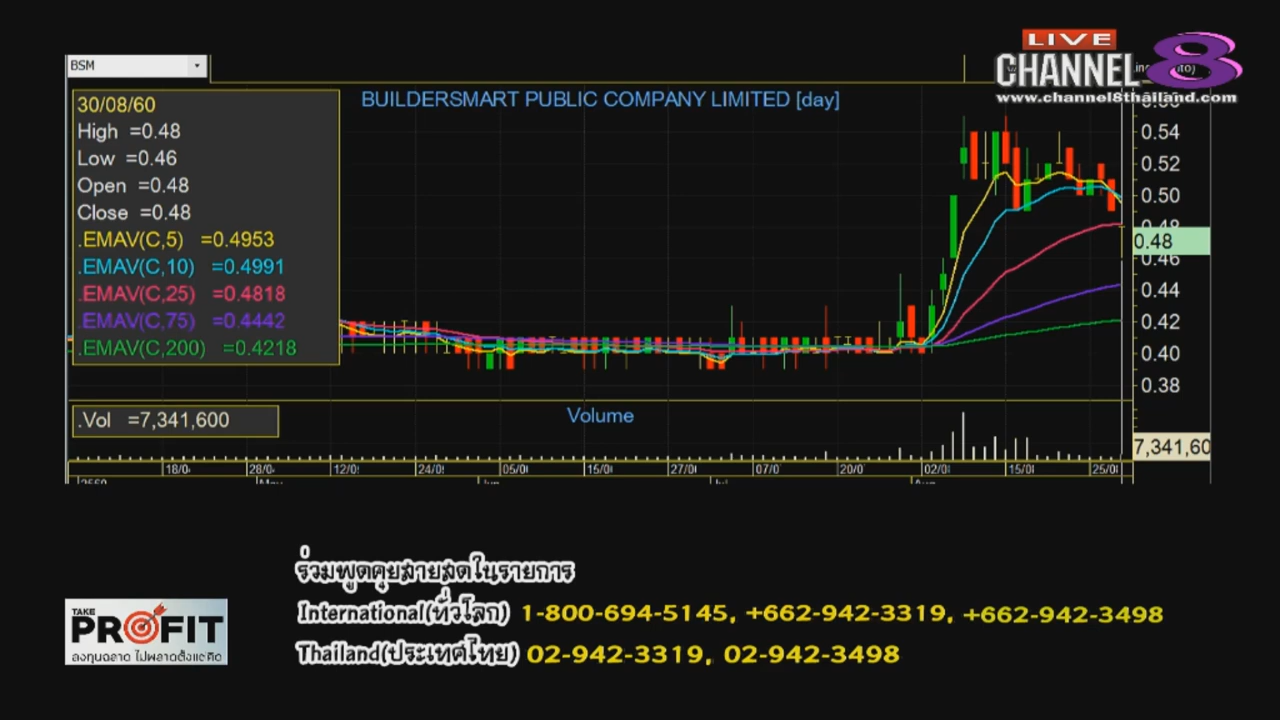 BSM
LIVE
CHANNEL 8
www.channel8thailand.com
BUILDERSMART PUBLIC COMPANY LIMITED [day]
30/08/60
High =0.48
Low =0.46
Open =0.48
Close =0.48
.EMAV(C,5) =0.4953
.EMAV(C,10) =0.4991
.EMAV(C,25) =0.4818
.EMAV(C,75) =0.4442
.EMAV(C,200) =0.4218
0.54
0.52
0.50
0.48
0.46
0.44
0.42
0.40
0.38
.Vol =7,341,600
Volume
7,341,60
18/0 28/0 12/0 24/0 05/0 15/0 27/0 07/0 20/0 02/0 15/0 25/0
ร่วมพูดคุยสายสดในรายการ
International(ทั่วโลก) 1-800-694-5145, +662-942-3319, +662-942-3498
Thailand(ประเทศไทย) 02-942-3319, 02-942-3498
TAKE
PROFIT
ลงทุนฉลาด ไม่พลาดตั้งแต่คิด